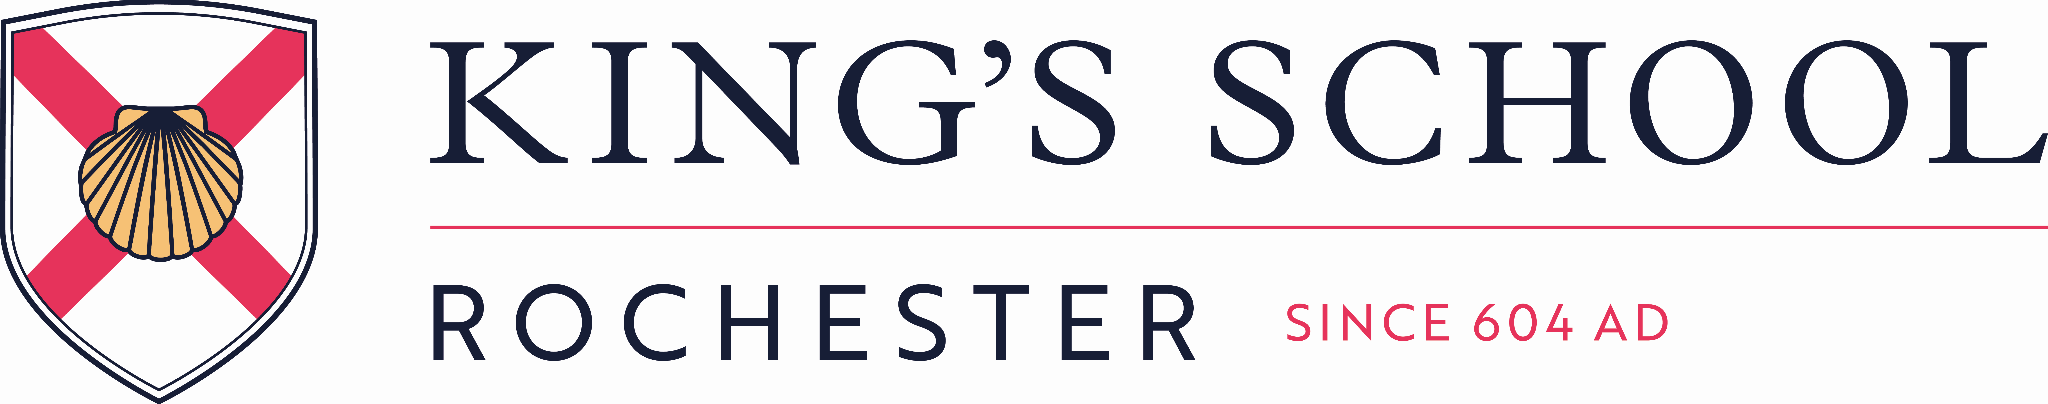 KING’S SCHOOL
ROCHESTER SINCE 604 AD